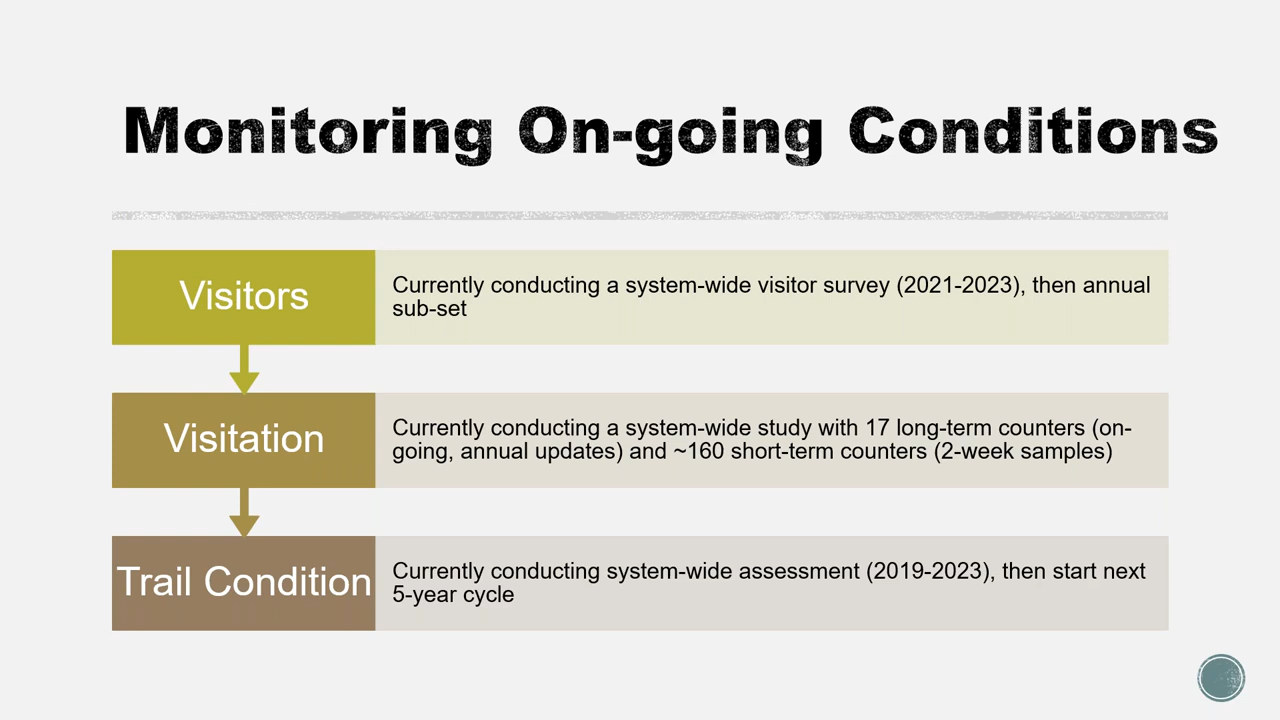 Monitoring On-going Conditions
Visitors
Currently conducting a system-wide visitor survey (2021-2023), then annual
sub-set
Visitation
Currently conducting a system-wide study with 17 long-term counters (on-
going, annual updates) and ~160 short-term counters (2-week samples)
Trail Condition
Currently conducting system-wide assessment (2019-2023), then start next
5-year cycle